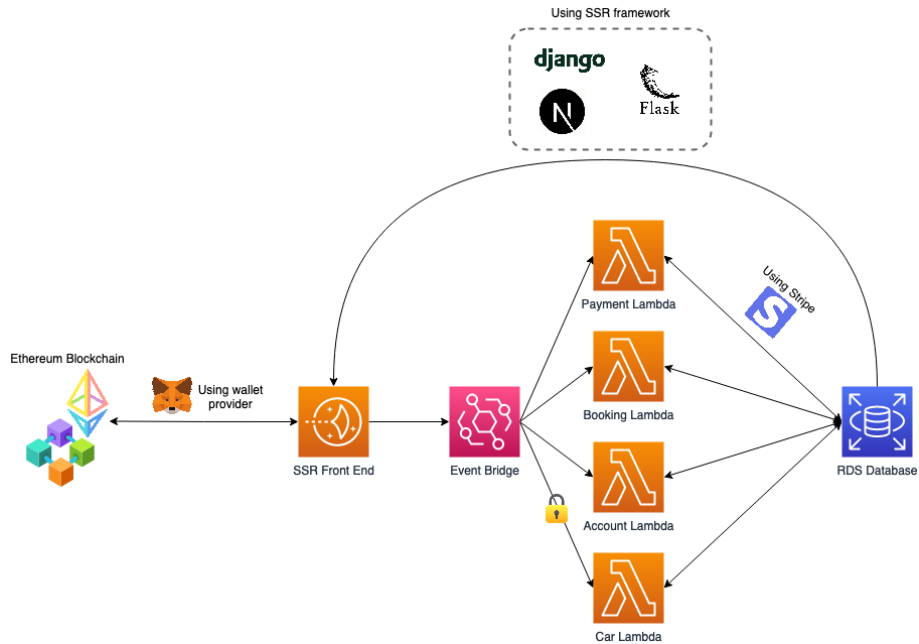 Using SSR framework
django
N
Flask
Payment Lambda
Using Stripe
S
Ethereum Blockchain
Using wallet
provider
Booking Lambda
SSR Front End
Event Bridge
RDS Database
Account Lambda
Car Lambda